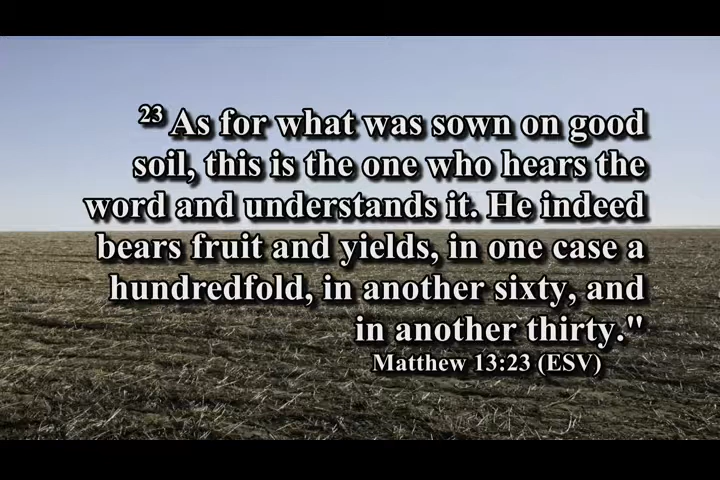 23 As for what was sown on good
soil, this is the one who hears the
word and understands it. He indeed
bears fruit and yields, in one case a
hundredfold, in another sixty, and
in another thirty."
Matthew 13:23 (ESV)